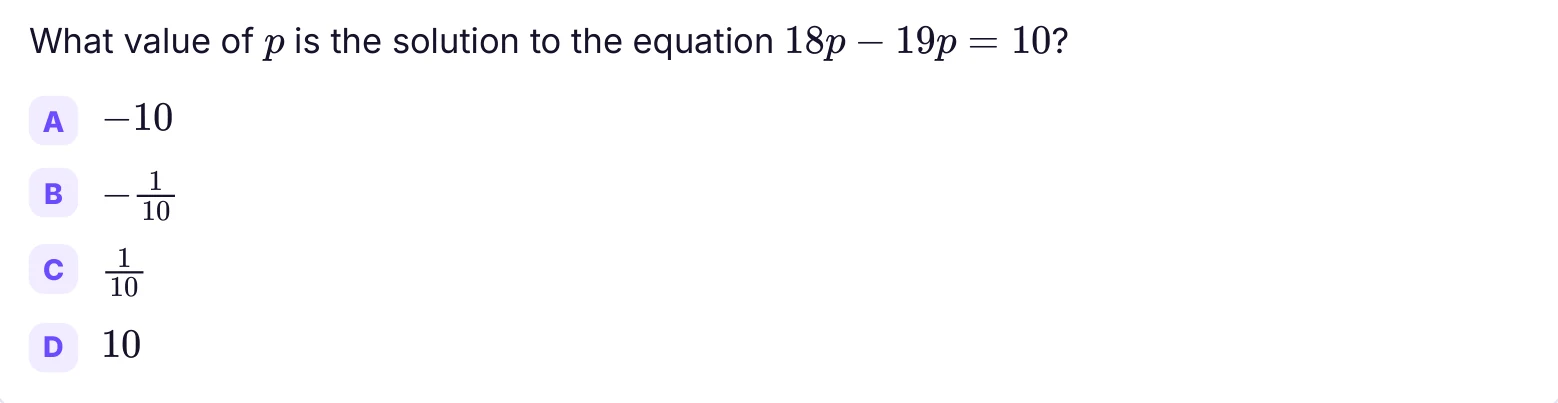 What value of p is the solution to the equation 18p − 19p = 10?
A −10
B −1/10
C 1/10
D 10